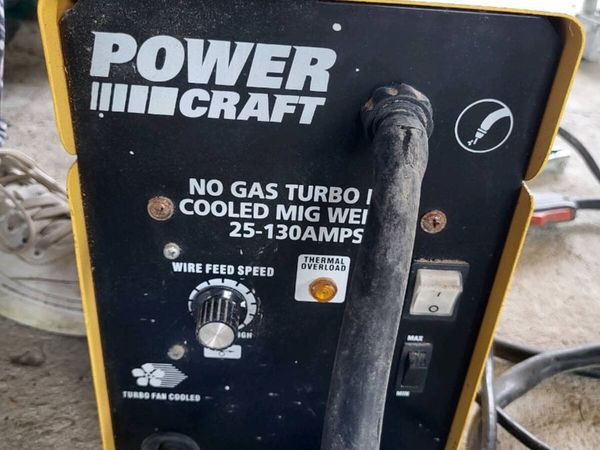 POWER
CRAFT
NO GAS TURBO
COOLED MIG
25-130AMPS
THERMAL
OVERLOAD
WIRE FEED SPEED
MAX
MIN
TURBO FAN COOLED